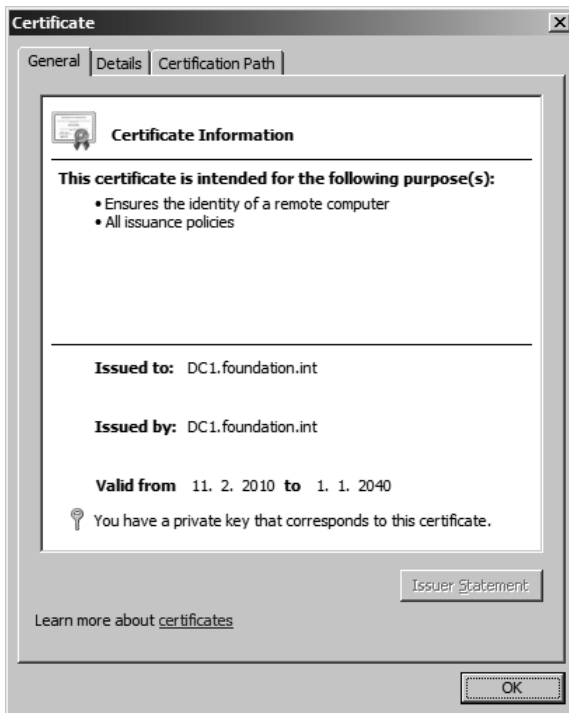 Certificate
General
Details
Certification Path
Certificate Information
This certificate is intended for the following purpose(s):
• Ensures the identity of a remote computer
• All issuance policies
Issued to: DC1.foundation.int
Issued by: DC1.foundation.int
Valid from 11. 2. 2010 to 1. 1. 2040
You have a private key that corresponds to this certificate.
Issuer Statement
Learn more about certificates
OK